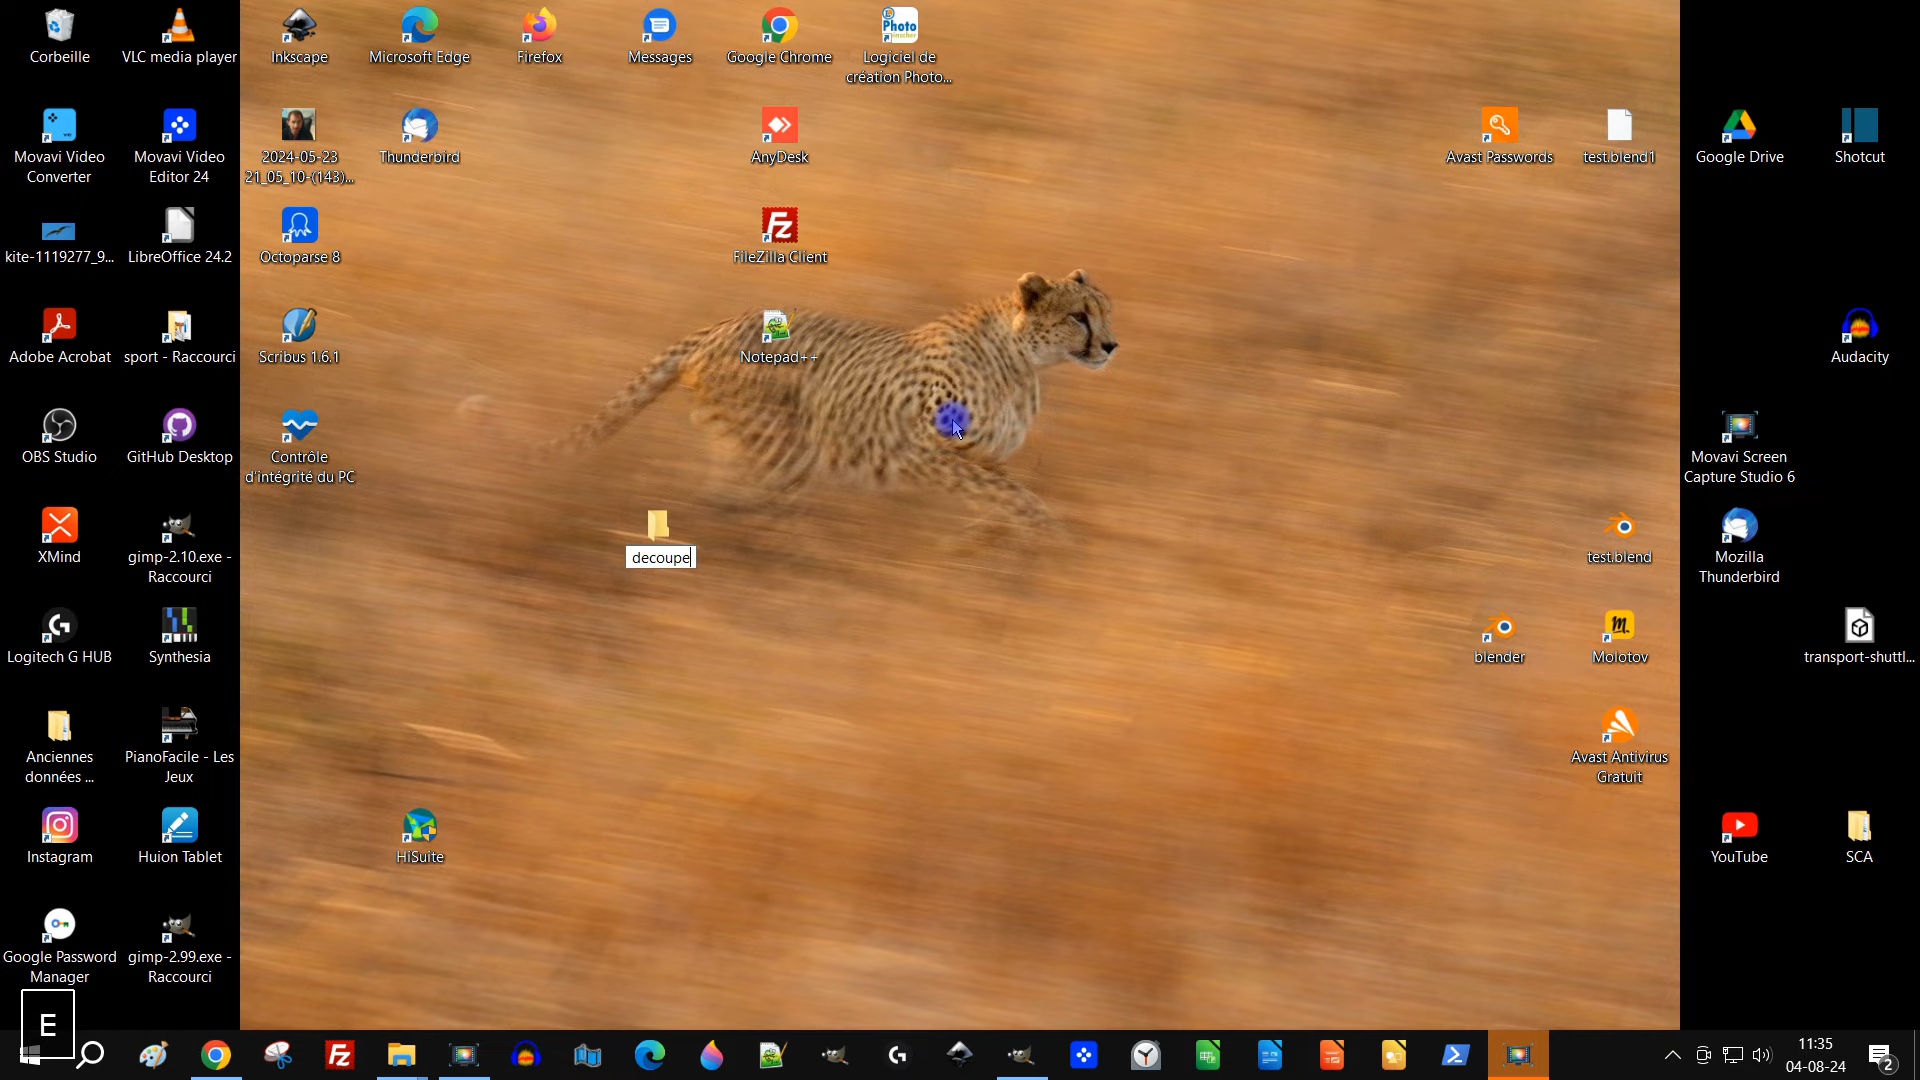 Corbeille
VLC media player
Inkscape
Microsoft Edge
Firefox
Messages
Google Chrome
Photo
Logiciel de
création Photo...
Movavi Video
Converter
Movavi Video
Editor 24
2024-05-23
21_05_10-(143)...
Thunderbird
AnyDesk
Avast Passwords
test.blend1
Google Drive
Shotcut
kite-1119277_9...
LibreOffice 24.2
Octoparse 8
Fz
FileZilla Client
Adobe Acrobat
sport - Raccourci
Scribus 1.6.1
Notepad++
Audacity
OBS Studio
GitHub Desktop
Contrôle
d'intégrité du PC
Movavi Screen
Capture Studio 6
XMind
gimp-2.10.exe -
Raccourci
decoupe
test.blend
Mozilla
Thunderbird
Logitech G HUB
Synthesia
blender
m.
Molotov
transport-shuttl...
Anciennes
données ...
PianoFacile - Les
Jeux
Avast Antivirus
Gratuit
Instagram
Huion Tablet
HiSuite
YouTube
SCA
Google Password
Manager
gimp-2.99.exe -
Raccourci
E
Fz
11:35
04-08-24
2